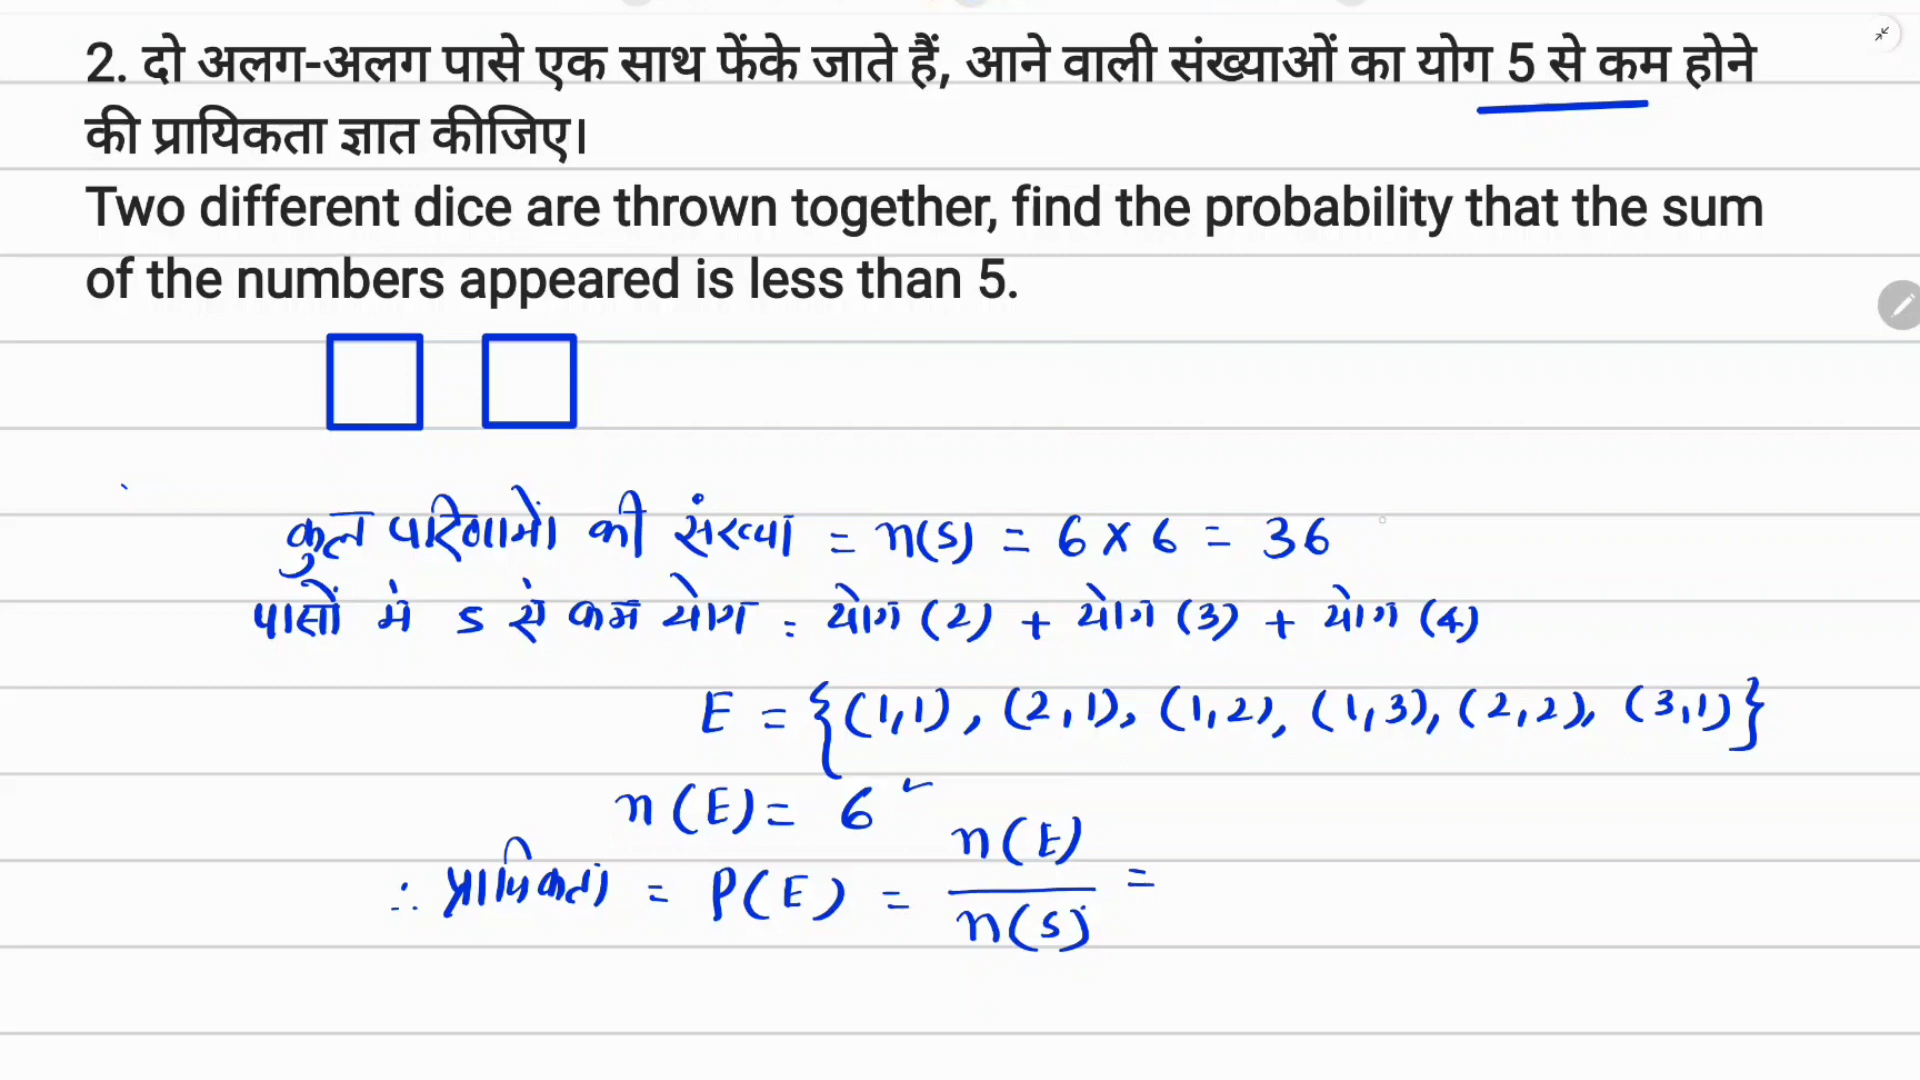 2. दो अलग-अलग पासे एक साथ फेंके जाते हैं, आने वाली संख्याओं का योग 5 से कम होने
की प्रायिकता ज्ञात कीजिए।
Two different dice are thrown together, find the probability that the sum
of the numbers appeared is less than 5.
कुल परिणामों की संख्या = n(S) = 6 × 6 = 36
पासों में 5 से कम योग = योग (2) + योग (3) + योग (4)
E = {(1,1), (2,1), (1,2), (1,3), (2,2), (3,1)}
n(E) = 6
∴ प्रायिकता = P(E) = n(E)/n(S) =